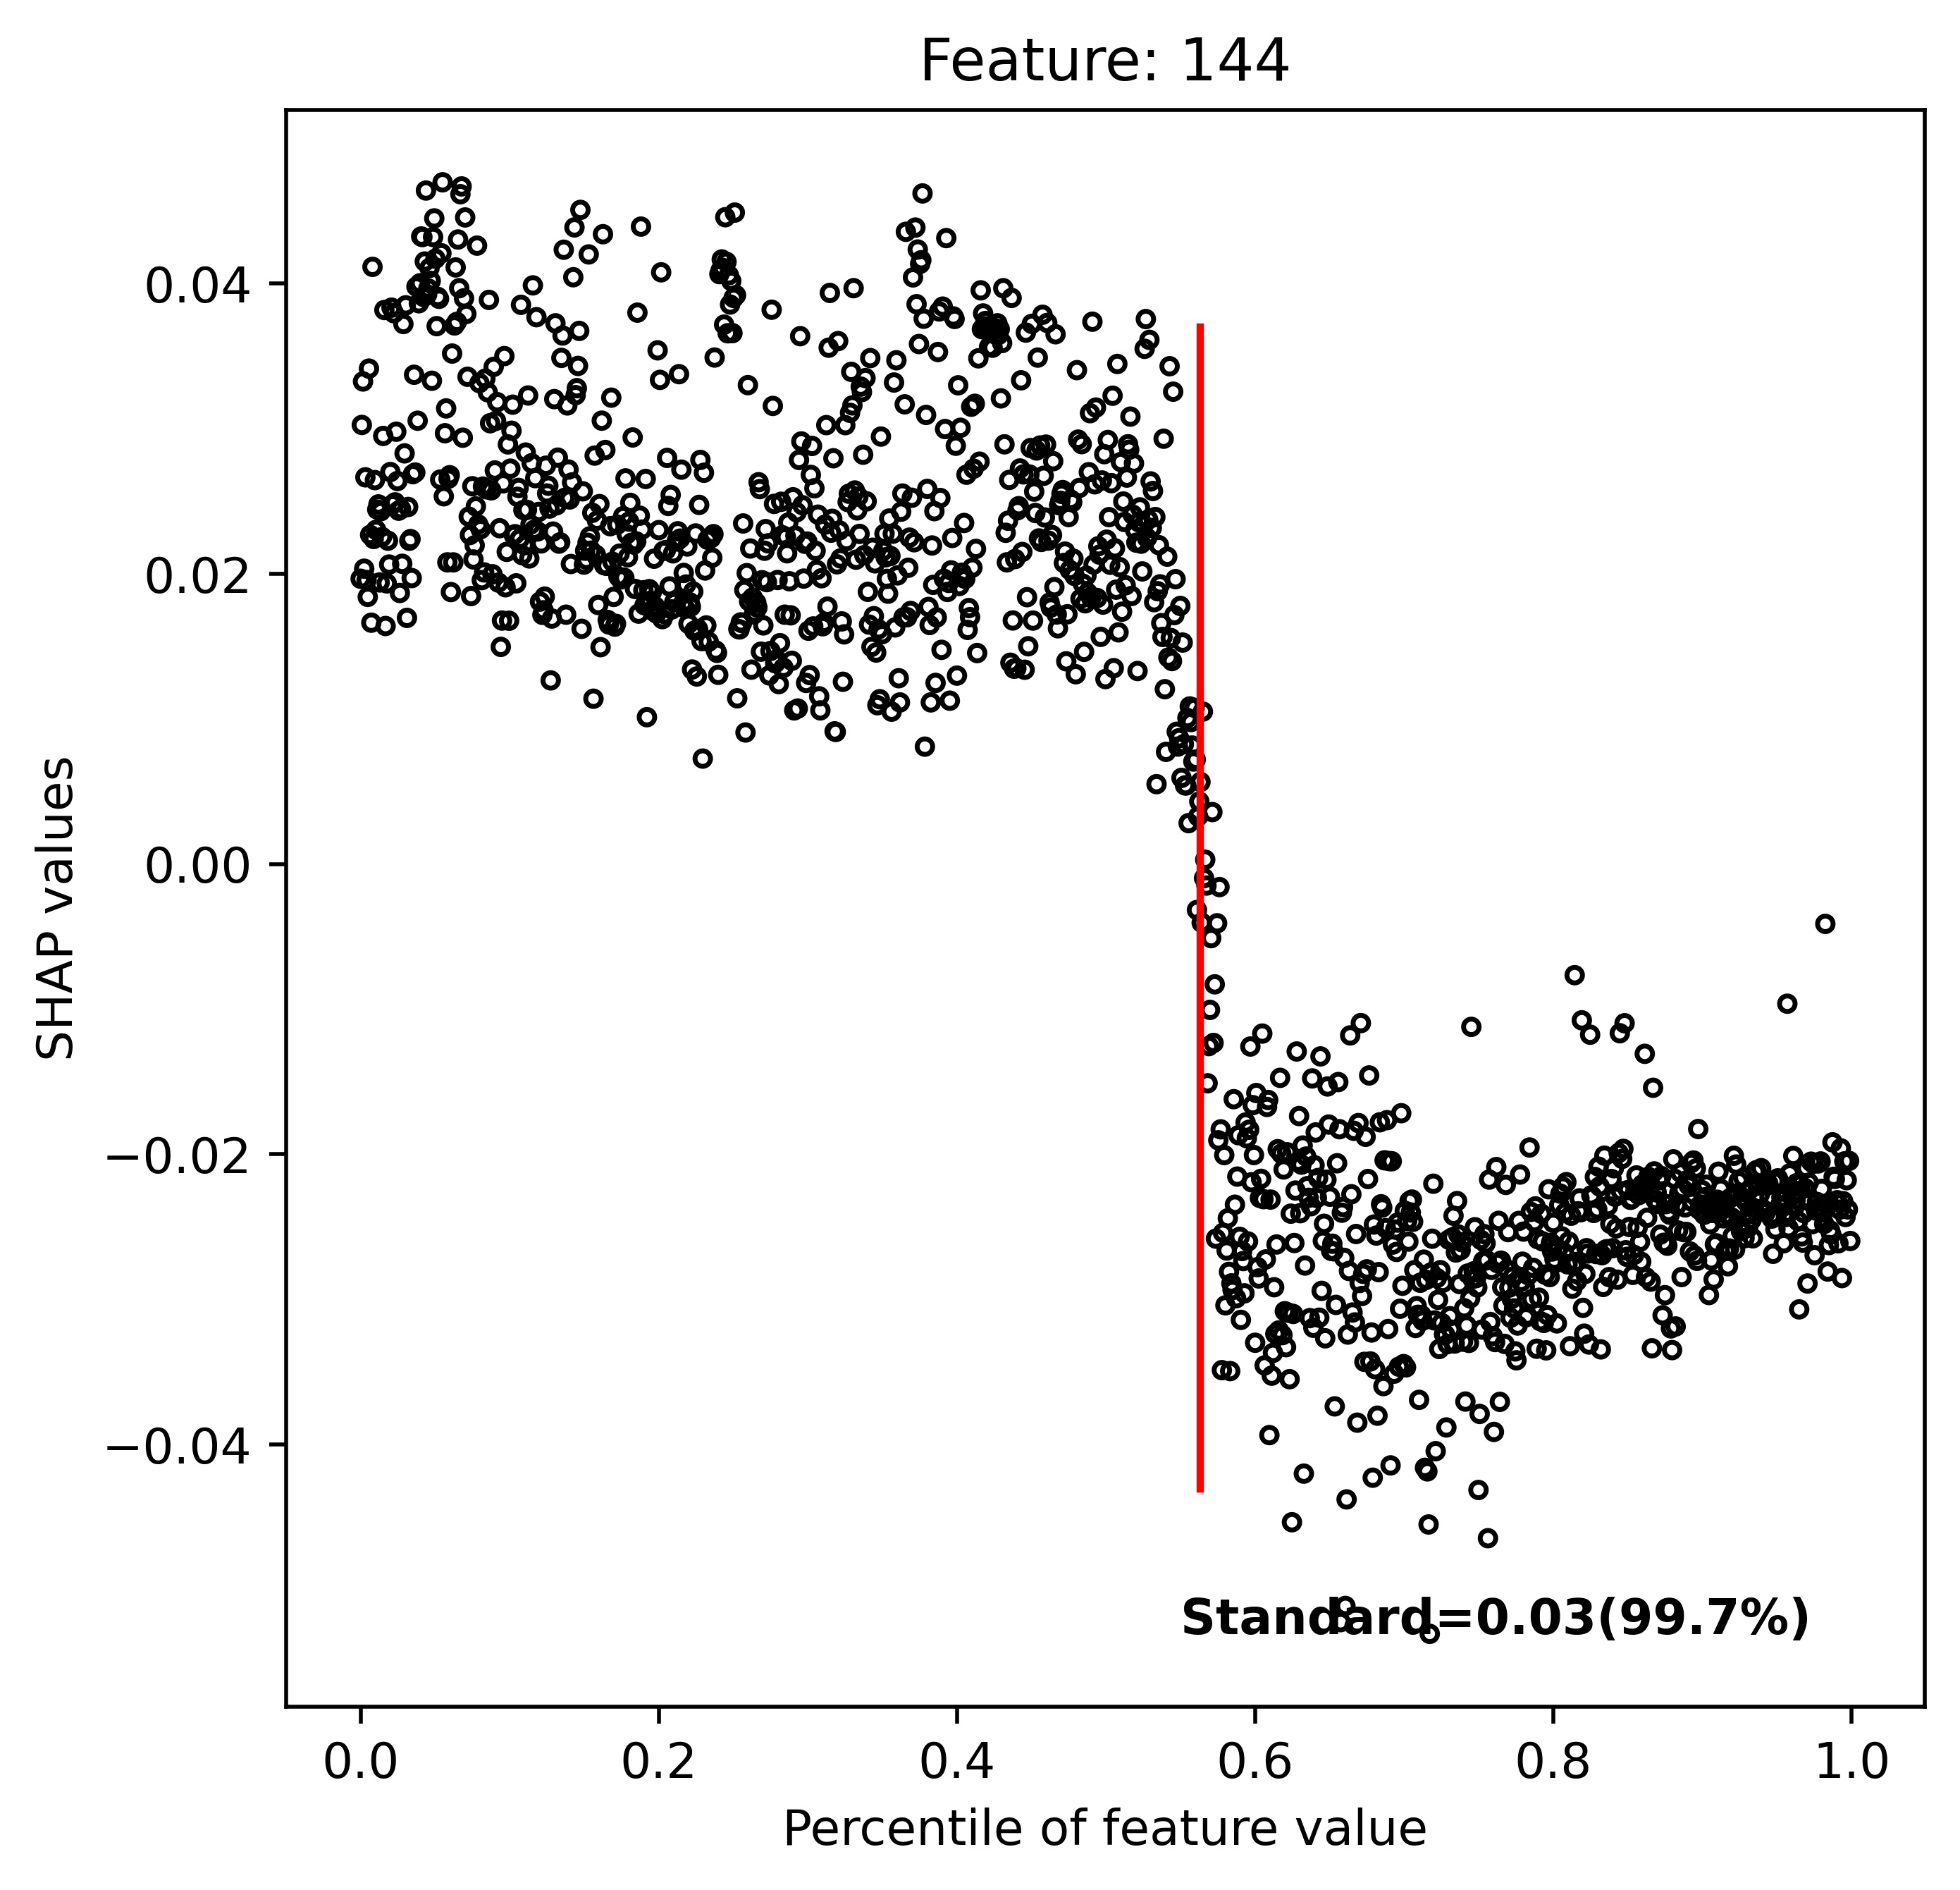 Feature: 144
0.04
0.02
0.00
−0.02
−0.04
SHAP values
Standard=0.03(99.7%)
0.0 0.2 0.4 0.6 0.8 1.0
Percentile of feature value